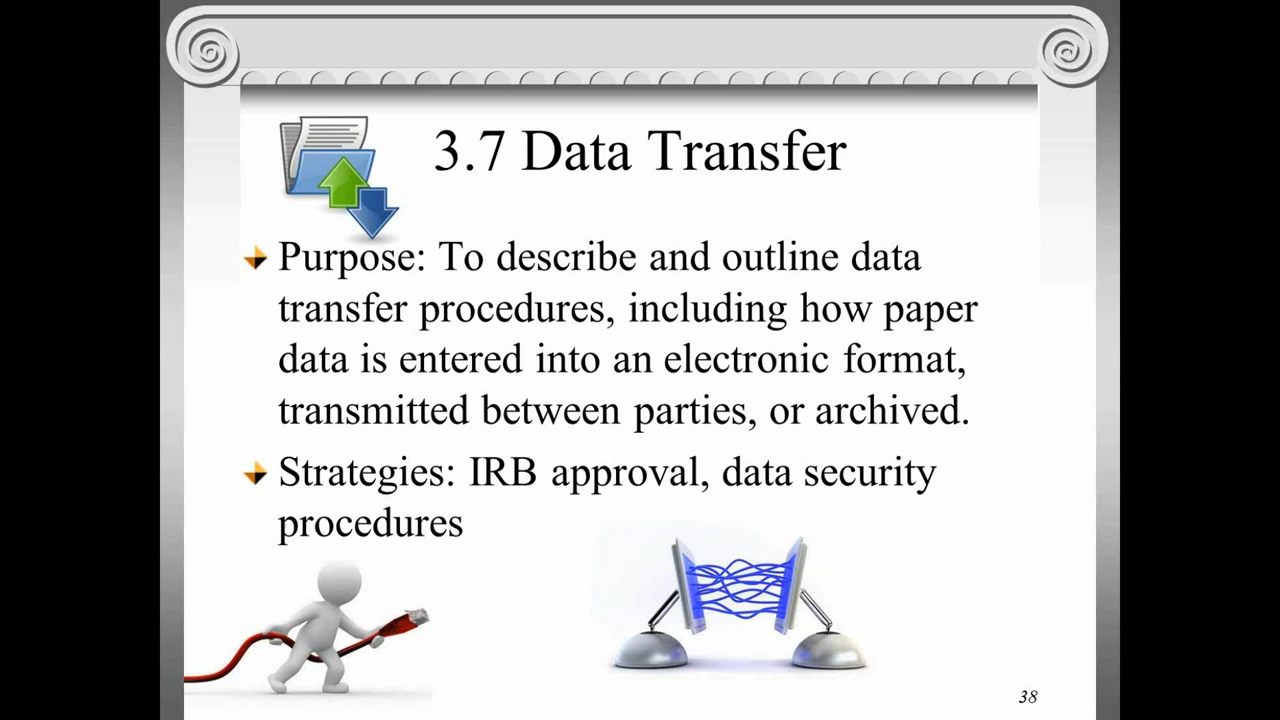 3.7 Data Transfer
Purpose: To describe and outline data
transfer procedures, including how paper
data is entered into an electronic format,
transmitted between parties, or archived.
Strategies: IRB approval, data security
procedures
38